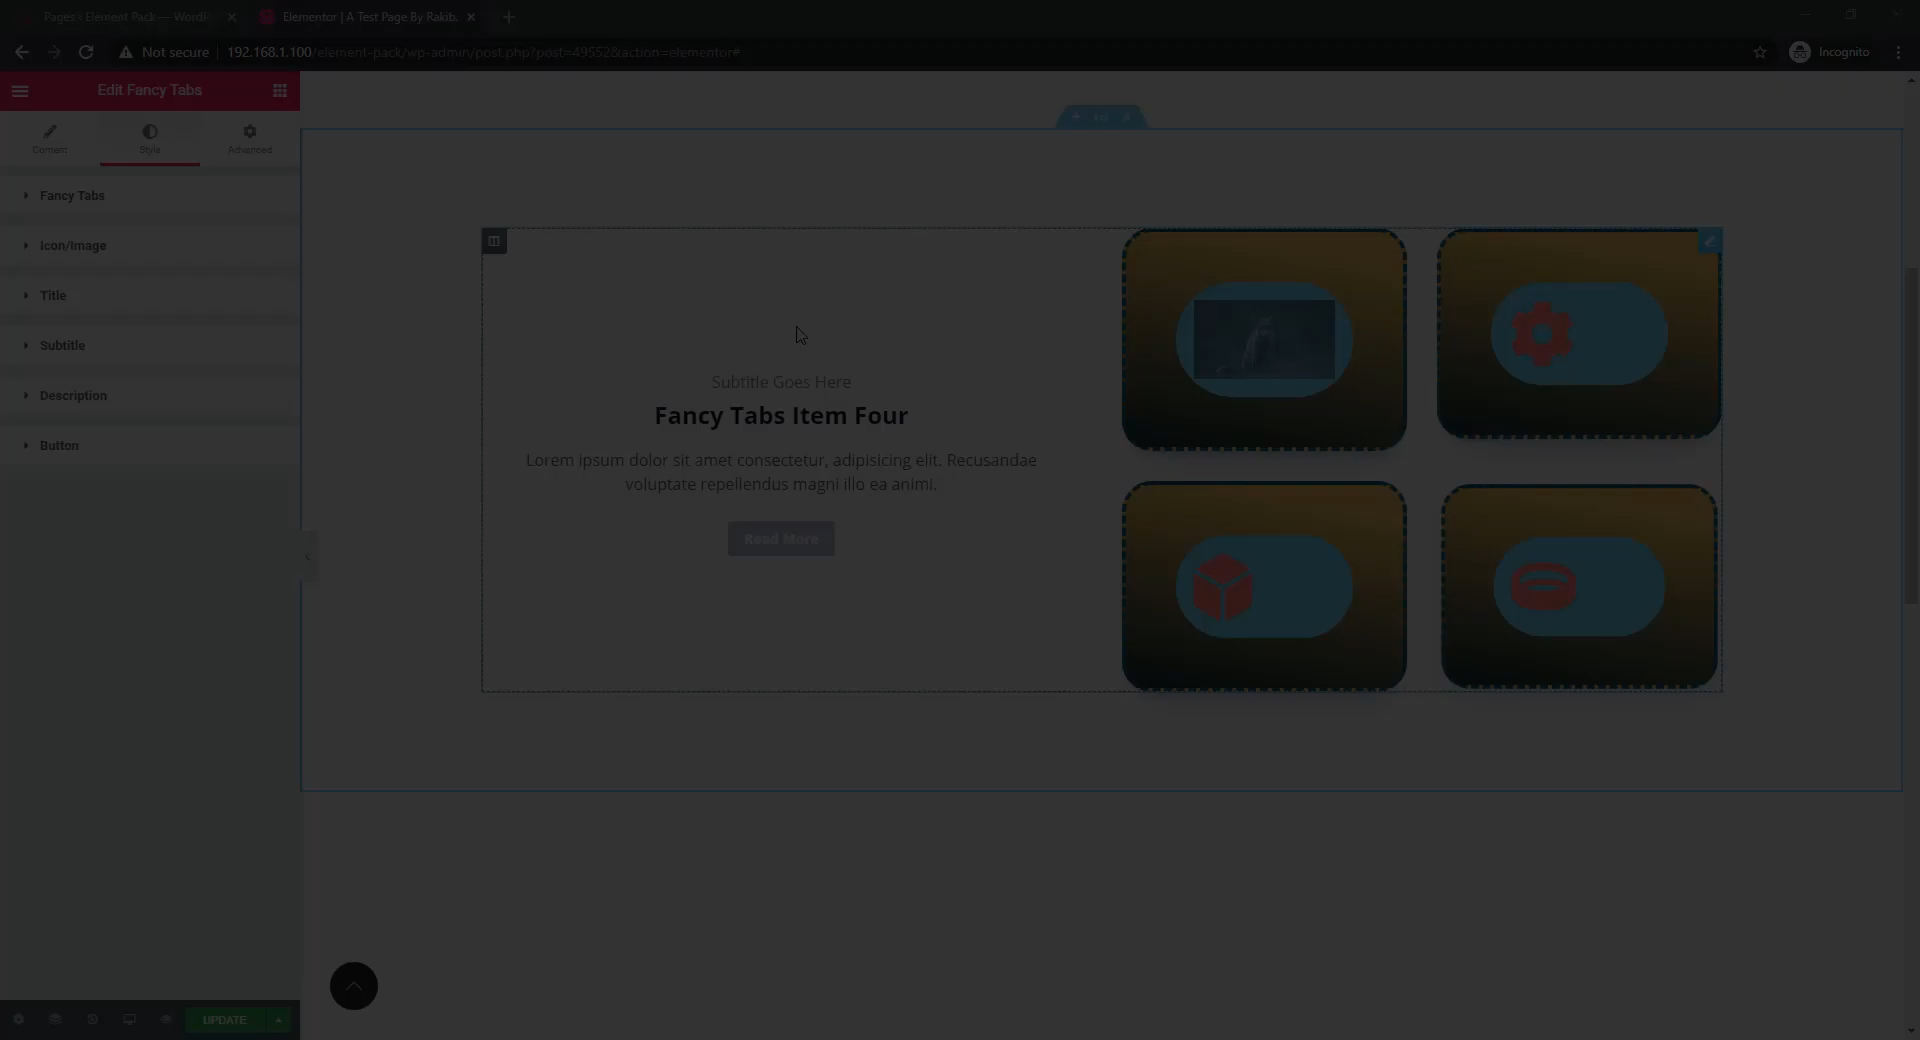 Pages ‹ Element Pack — WordP
Elementor | A Test Page By Rakib.
Not secure
192.168.1.100/element-pack/wp-admin/post.php?post=49552&action=elementor#
Incognito
Edit Fancy Tabs
Content
Style
Advanced
Fancy Tabs
Icon/Image
Title
Subtitle
Description
Button
Subtitle Goes Here
Fancy Tabs Item Four
Lorem ipsum dolor sit amet consectetur, adipisicing elit. Recusandae
voluptate repellendus magni illo ea animi.
Read More
UPDATE